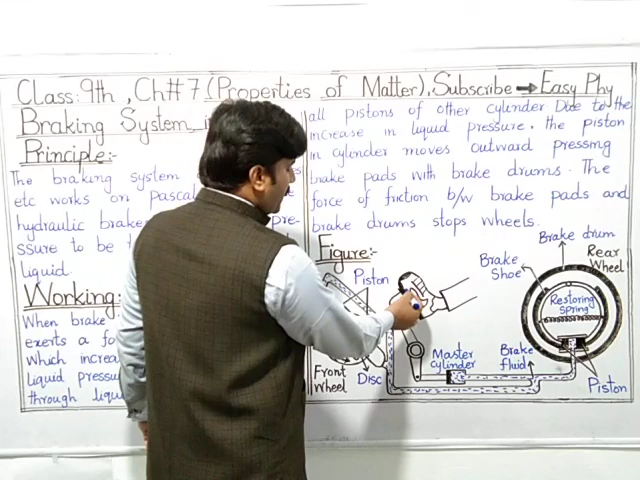 Class: 9th, Ch# 7 (Properties of Matter), Subscribe → Easy Phy
Braking System
Principle:-
The braking system
etc works on pascal
hydraulic brake pre-
ssure to be
liquid.
Working:
When brake
exerts a fo
Which increa
liquid pressu
through liqu
all pistons of other cylinder Due to the
increase in liquid pressure, the piston
in cylinder moves outward pressing
brake pads with brake drums. The
force of friction b/w brake pads and
brake drums stops wheels.
Figure:-
Piston
Front
Wheel
Disc
Master
cylinder
Brake
fluid
Brake
Shoe
Brake drum
Rear
Wheel
Restoring
Spring
Piston